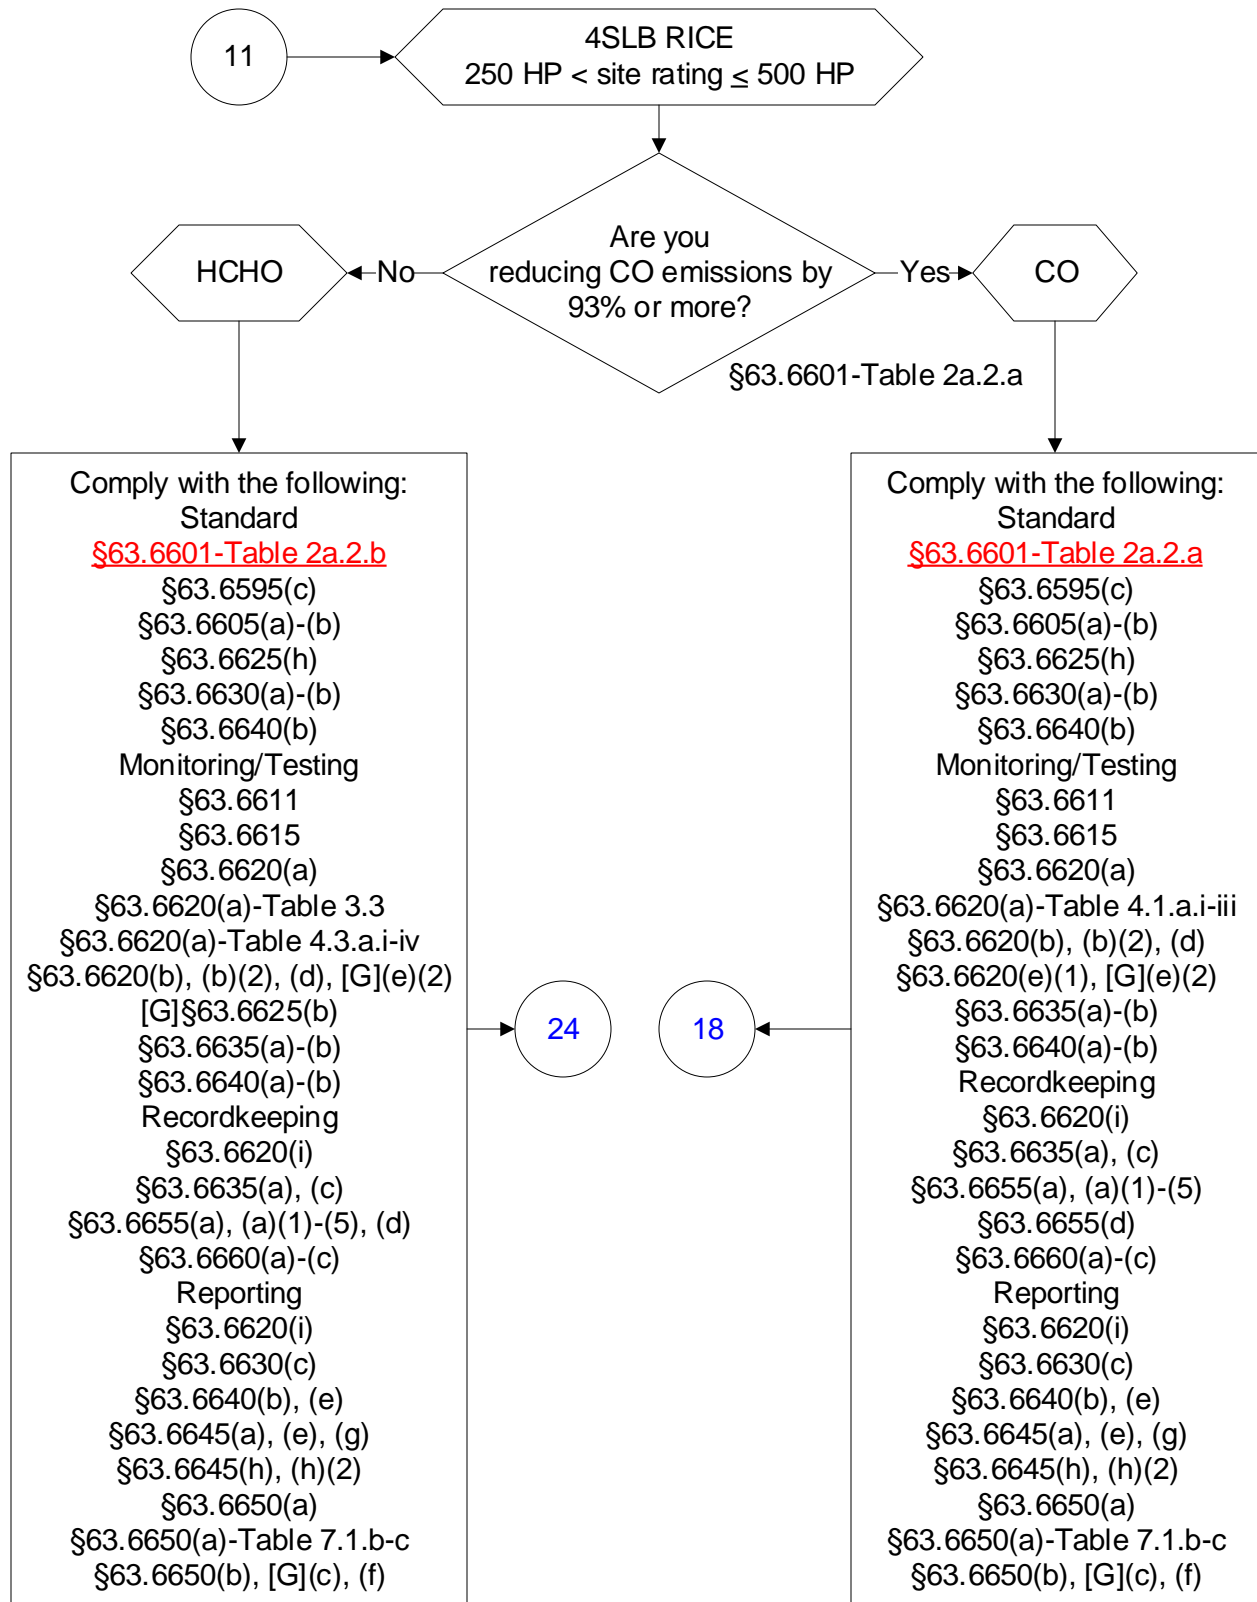 11
4SLB RICE
250 HP < site rating ≤ 500 HP
Are you
reducing CO emissions by
93% or more?
No
Yes
HCHO
CO
§63.6601-Table 2a.2.a
Comply with the following:
Standard
§63.6601-Table 2a.2.b
§63.6595(c)
§63.6605(a)-(b)
§63.6625(h)
§63.6630(a)-(b)
§63.6640(b)
Monitoring/Testing
§63.6611
§63.6615
§63.6620(a)
§63.6620(a)-Table 3.3
§63.6620(a)-Table 4.3.a.i-iv
§63.6620(b), (b)(2), (d), [G](e)(2)
[G]§63.6625(b)
§63.6635(a)-(b)
§63.6640(a)-(b)
Recordkeeping
§63.6620(i)
§63.6635(a), (c)
§63.6655(a), (a)(1)-(5), (d)
§63.6660(a)-(c)
Reporting
§63.6620(i)
§63.6630(c)
§63.6640(b), (e)
§63.6645(a), (e), (g)
§63.6645(h), (h)(2)
§63.6650(a)
§63.6650(a)-Table 7.1.b-c
§63.6650(b), [G](c), (f)
24
18
Comply with the following:
Standard
§63.6601-Table 2a.2.a
§63.6595(c)
§63.6605(a)-(b)
§63.6625(h)
§63.6630(a)-(b)
§63.6640(b)
Monitoring/Testing
§63.6611
§63.6615
§63.6620(a)
§63.6620(a)-Table 4.1.a.i-iii
§63.6620(b), (b)(2), (d)
§63.6620(e)(1), [G](e)(2)
§63.6635(a)-(b)
§63.6640(a)-(b)
Recordkeeping
§63.6620(i)
§63.6635(a), (c)
§63.6655(a), (a)(1)-(5)
§63.6655(d)
§63.6660(a)-(c)
Reporting
§63.6620(i)
§63.6630(c)
§63.6640(b), (e)
§63.6645(a), (e), (g)
§63.6645(h), (h)(2)
§63.6650(a)
§63.6650(a)-Table 7.1.b-c
§63.6650(b), [G](c), (f)